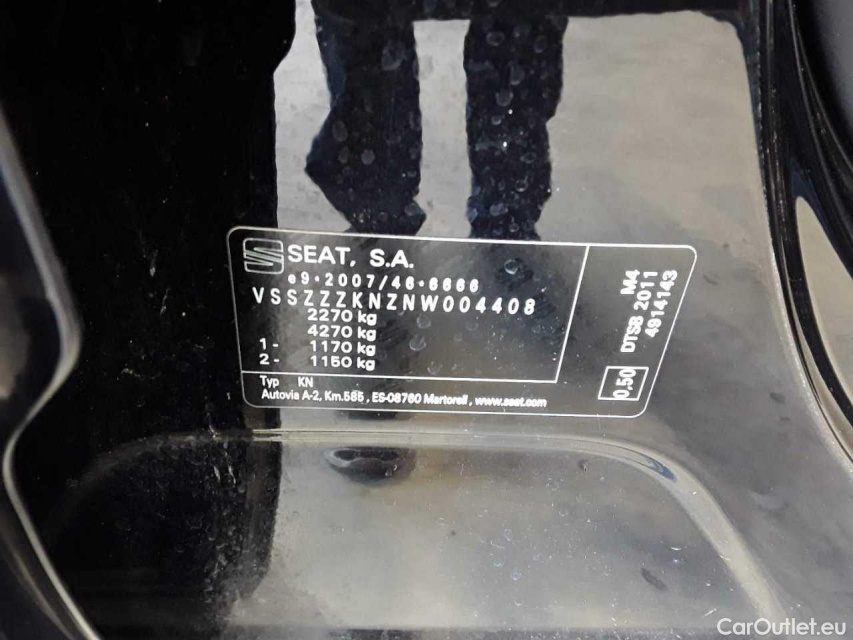 SEAT, S.A.
e9*2007/46*6666
VSSZZZKNZNW004408
2270 kg
4270 kg
1- 1170 kg
2- 1150 kg
Typ KN
Autovia A-2, Km.585, ES-08760 Martorell, www.seat.com
M4
DTSB 2011
4914143
0.50
CarOutlet.eu